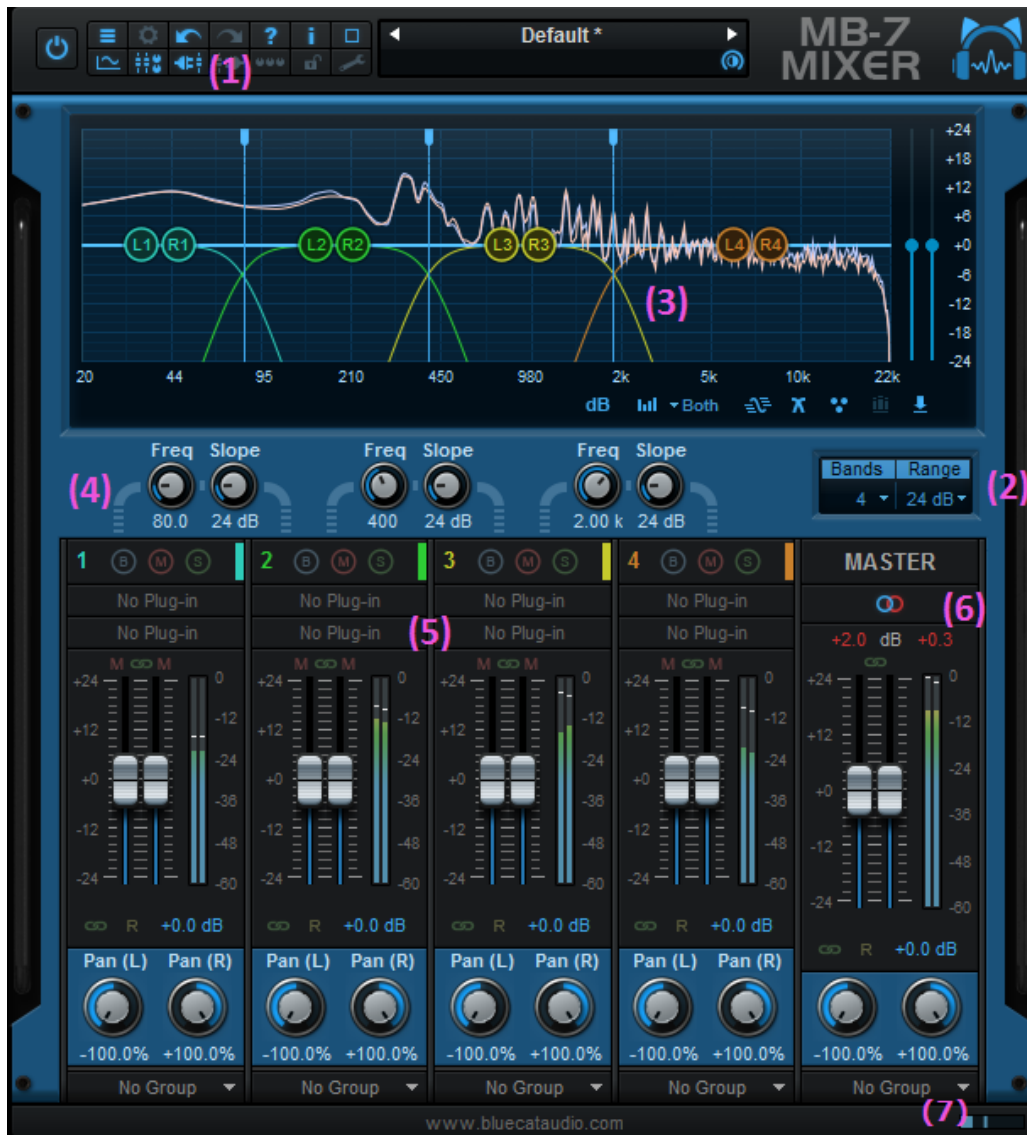 Default *
MB-7
MIXER
? i
(1)
+24
+18
+12
+6
+0
-6
-12
-18
-24
L1 R1 L2 R2 L3 R3 L4 R4
(3)
20 44 95 210 450 980 2k 5k 10k 22k
dB Both
Freq Slope Freq Slope Freq Slope
Bands Range
(4)
4 24 dB
(2)
80.0 24 dB 400 24 dB 2.00 k 24 dB
1 B M S 2 B M S 3 B M S 4 B M S MASTER
No Plug-in No Plug-in No Plug-in No Plug-in
(6)
No Plug-in No Plug-in No Plug-in No Plug-in
(5)
+2.0 dB +0.3
M M M M M M M M
+24 0 +24 0 +24 0 +24 0 +24 0
+12 -12 +12 -12 +12 -12 +12 -12 +12 -12
+0 -24 +0 -24 +0 -24 +0 -24 +0 -24
-36 -36 -36 -36 -36
-12 -48 -12 -48 -12 -48 -12 -48 -12 -48
-24 -60 -24 -60 -24 -60 -24 -60 -24 -60
R +0.0 dB R +0.0 dB R +0.0 dB R +0.0 dB R +0.0 dB
Pan (L) Pan (R) Pan (L) Pan (R) Pan (L) Pan (R) Pan (L) Pan (R)
-100.0% +100.0% -100.0% +100.0% -100.0% +100.0% -100.0% +100.0% -100.0% +100.0%
No Group No Group No Group No Group No Group
(7)
www.bluecataudio.com